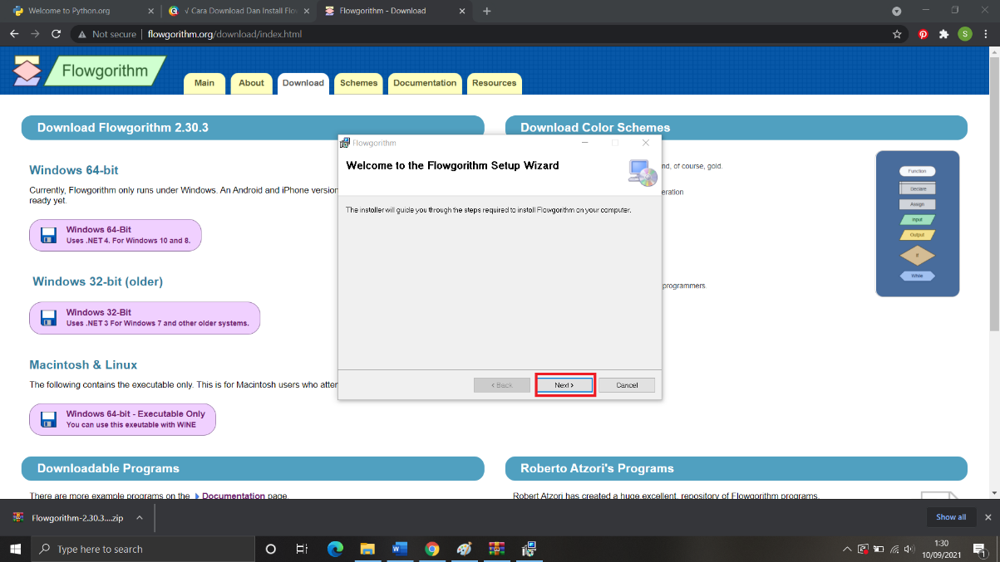 Welcome to Python.org
√ Cara Download Dan Install Flow
Flowgorithm - Download
Not secure
flowgorithm.org/download/index.html
S
Flowgorithm
Main
About
Download
Schemes
Documentation
Resources
Download Flowgorithm 2.30.3
Download Color Schemes
Windows 64-bit
Currently, Flowgorithm only runs under Windows. An Android and iPhone version
ready yet.
Windows 64-Bit
Uses .NET 4. For Windows 10 and 8.
Windows 32-bit (older)
Windows 32-Bit
Uses .NET 3 For Windows 7 and other older systems.
Macintosh & Linux
The following contains the executable only. This is for Macintosh users who atter
Windows 64-bit - Executable Only
You can use this exeutable with WINE
Flowgorithm
Welcome to the Flowgorithm Setup Wizard
The installer will guide you through the steps required to install Flowgorithm on your computer.
< Back
Next >
Cancel
nd, of course, gold.
eration
programmers.
Function
Declare
Assign
Input
Output
If
While
Downloadable Programs
There are more example programs on the Documentation page.
Roberto Atzori's Programs
Robert Atzori has created a huge excellent, repository of Flowgorithm programs.
Flowgorithm-2.30.3....zip
Show all
Type here to search
1:30
10/09/2021
1